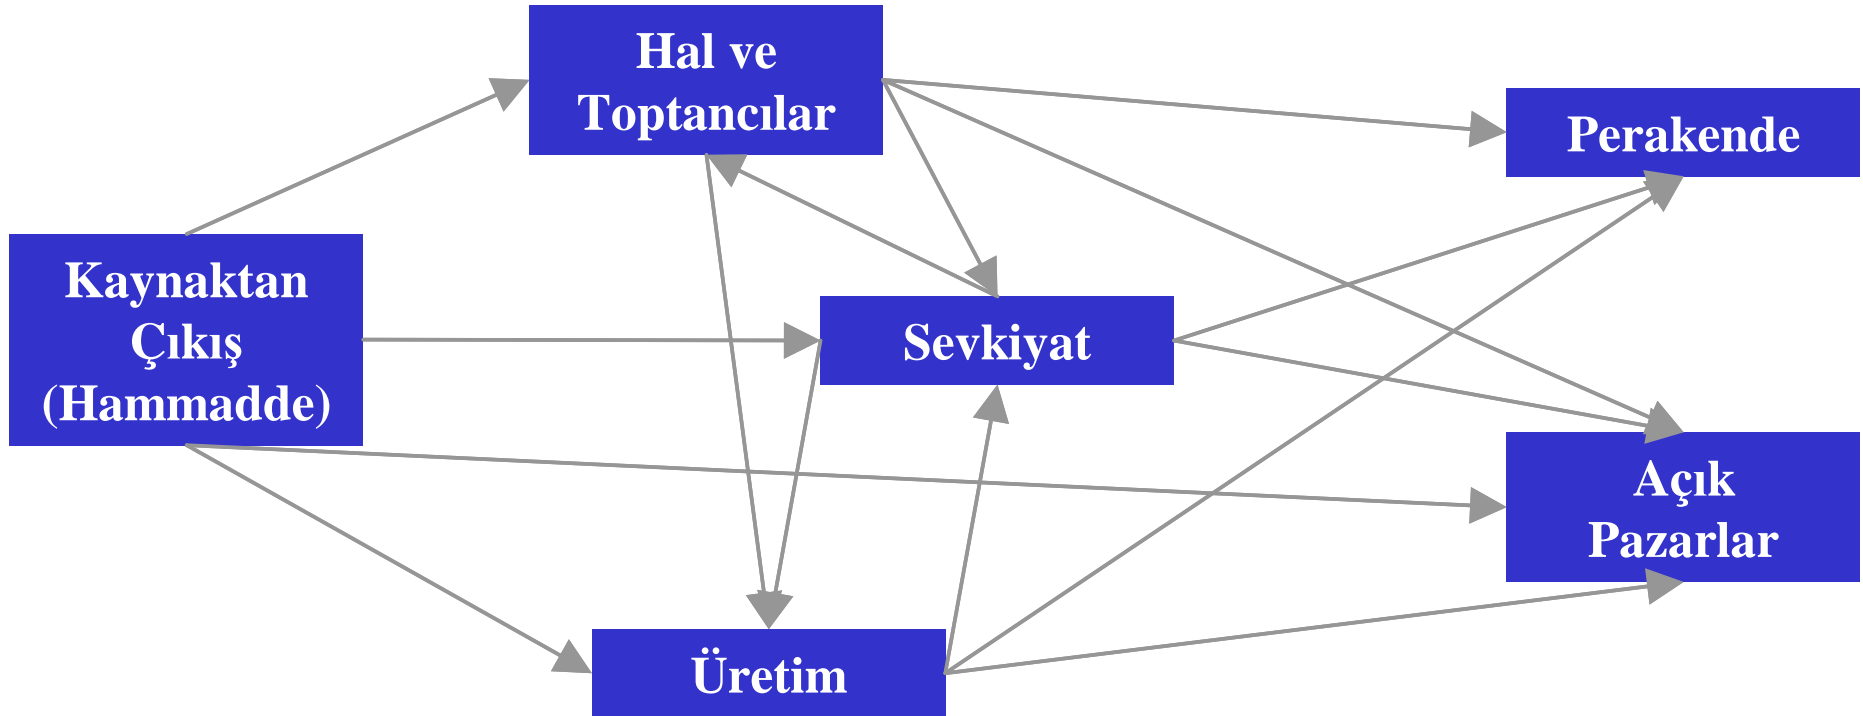 Hal ve
Toptancılar
Perakende
Kaynaktan
Çıkış
(Hammadde)
Sevkiyat
Açık
Pazarlar
Üretim